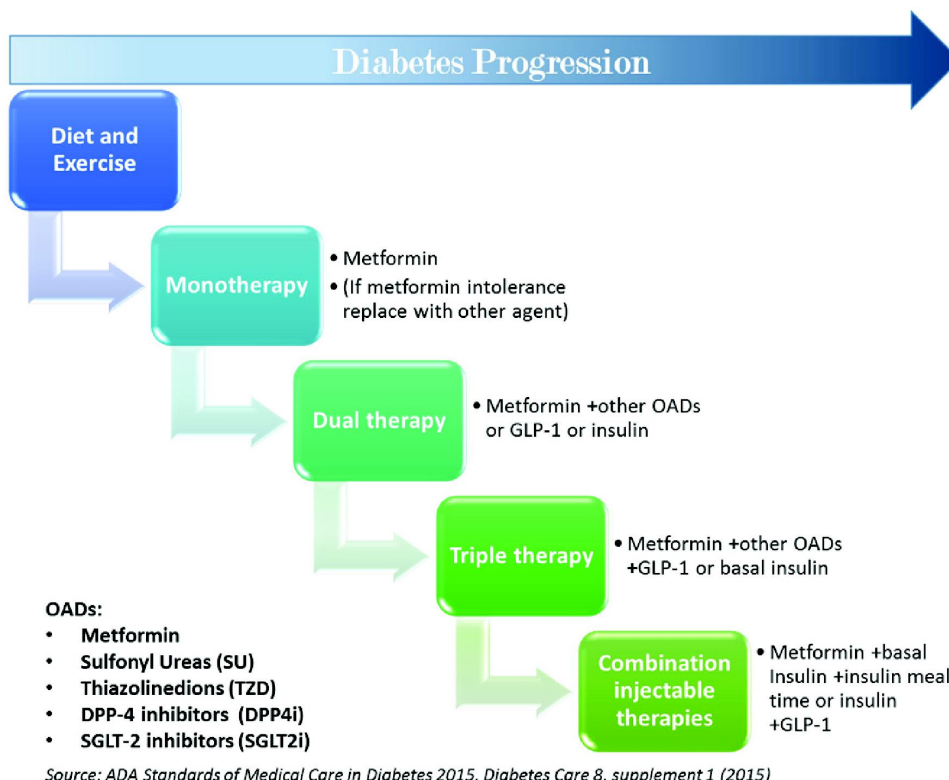 Diabetes Progression
Diet and
Exercise
Monotherapy
• Metformin
• (If metformin intolerance
replace with other agent)
Dual therapy
• Metformin +other OADs
or GLP-1 or insulin
Triple therapy
• Metformin +other OADs
+GLP-1 or basal insulin
Combination
injectable
therapies
• Metformin +basal
Insulin +insulin meal
time or insulin
+GLP-1
OADs:
• Metformin
• Sulfonyl Ureas (SU)
• Thiazolinedions (TZD)
• DPP-4 inhibitors (DPP4i)
• SGLT-2 inhibitors (SGLT2i)
Source: ADA Standards of Medical Care in Diabetes 2015. Diabetes Care 8, supplement 1 (2015)